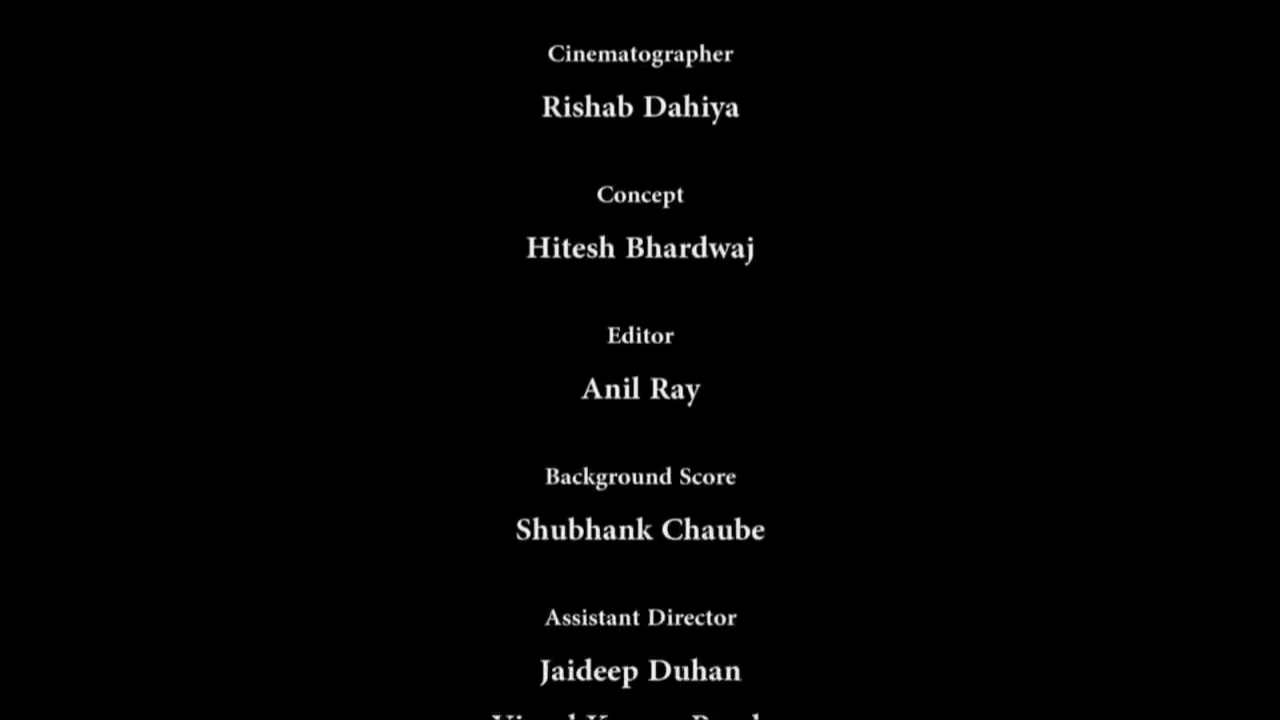 Cinematographer
Rishab Dahiya
Concept
Hitesh Bhardwaj
Editor
Anil Ray
Background Score
Shubhank Chaube
Assistant Director
Jaideep Duhan